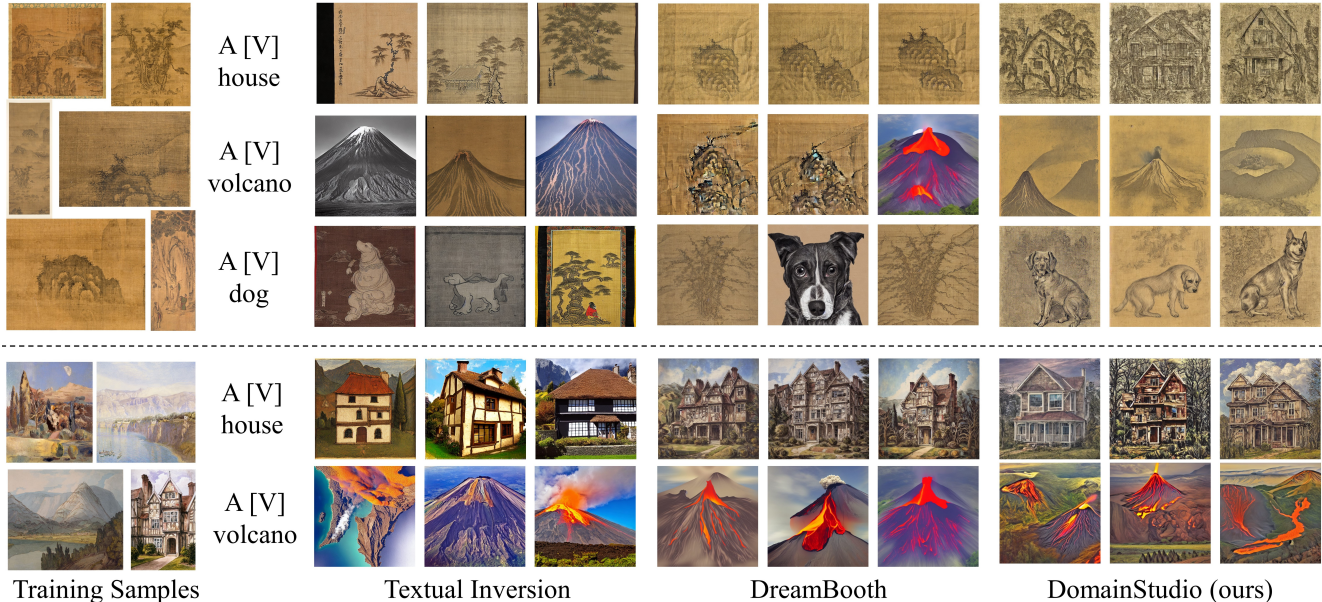 A [V]
house
A [V]
volcano
A [V]
dog
A [V]
house
A [V]
volcano
Training Samples
Textual Inversion
DreamBooth
DomainStudio (ours)